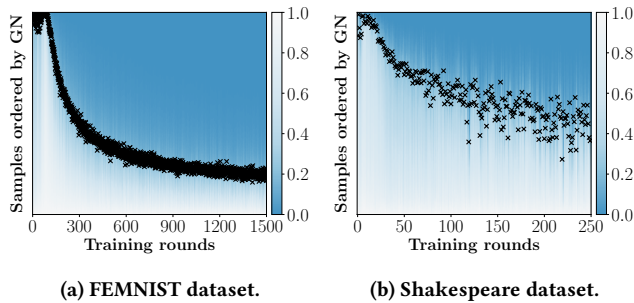 Samples ordered by GN
1.0
0.8
0.6
0.4
0.2
0.0
0 300 600 900 1200 1500
Training rounds
(a) FEMNIST dataset.
Samples ordered by GN
1.0
0.8
0.6
0.4
0.2
0.0
0 50 100 150 200 250
Training rounds
(b) Shakespeare dataset.